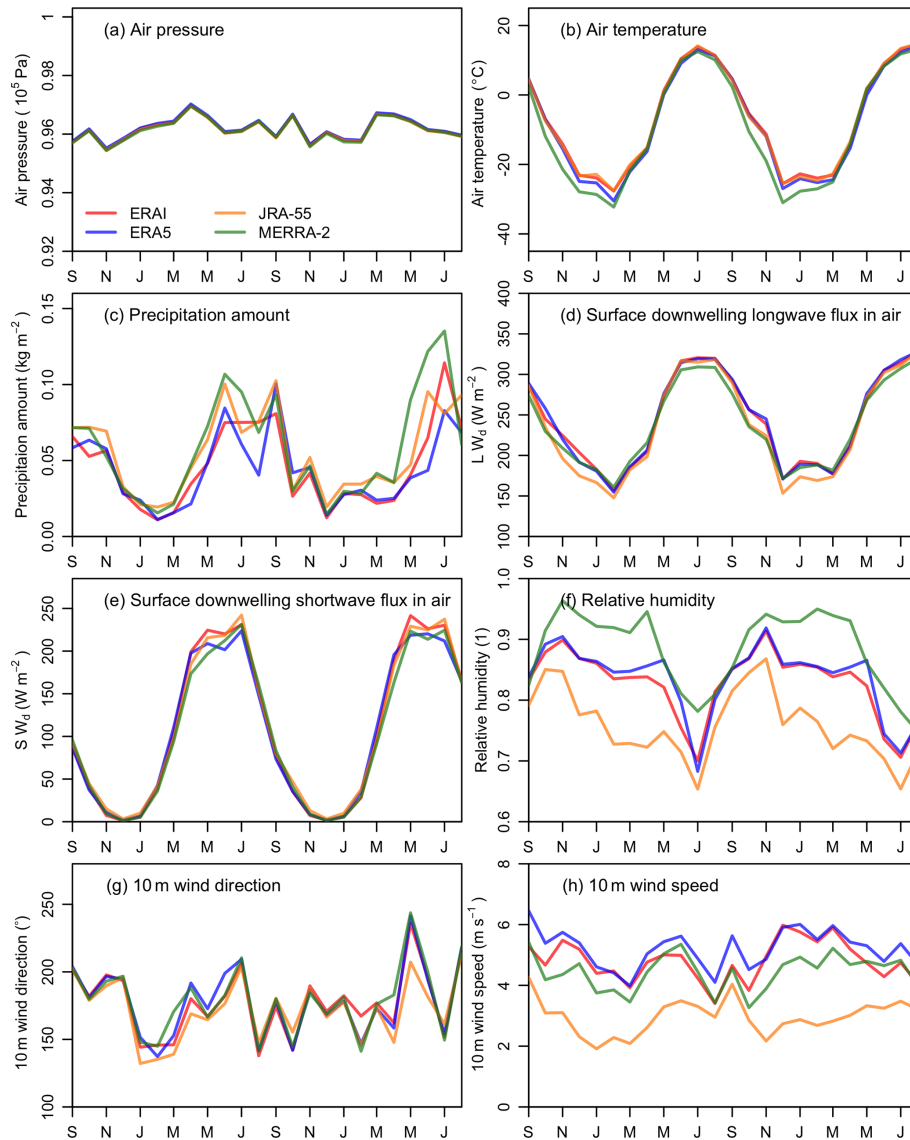 (a) Air pressure
Air pressure ( 10⁵ Pa)
0.92 0.94 0.96 0.98 1
ERAI JRA-55
ERA5 MERRA-2
S N J M M J S N J M M J
(b) Air temperature
Air temperature (°C)
-40 -20 0 20
S N J M M J S N J M M J
(c) Precipitation amount
Precipitaion amount (kg m⁻²)
0.00 0.05 0.10 0.15
S N J M M J S N J M M J
(d) Surface downwelling longwave flux in air
L Wd (W m⁻²)
100 150 200 250 300 350 400
S N J M M J S N J M M J
(e) Surface downwelling shortwave flux in air
S Wd (W m⁻²)
0 50 100 150 200 250
S N J M M J S N J M M J
(f) Relative humidity
Relative humidity (1)
0.6 0.7 0.8 0.9 1.0
S N J M M J S N J M M J
(g) 10 m wind direction
10 m wind direction (°)
100 150 200 250
S N J M M J S N J M M J
(h) 10 m wind speed
10 m wind speed (m s⁻¹)
0 2 4 6 8
S N J M M J S N J M M J